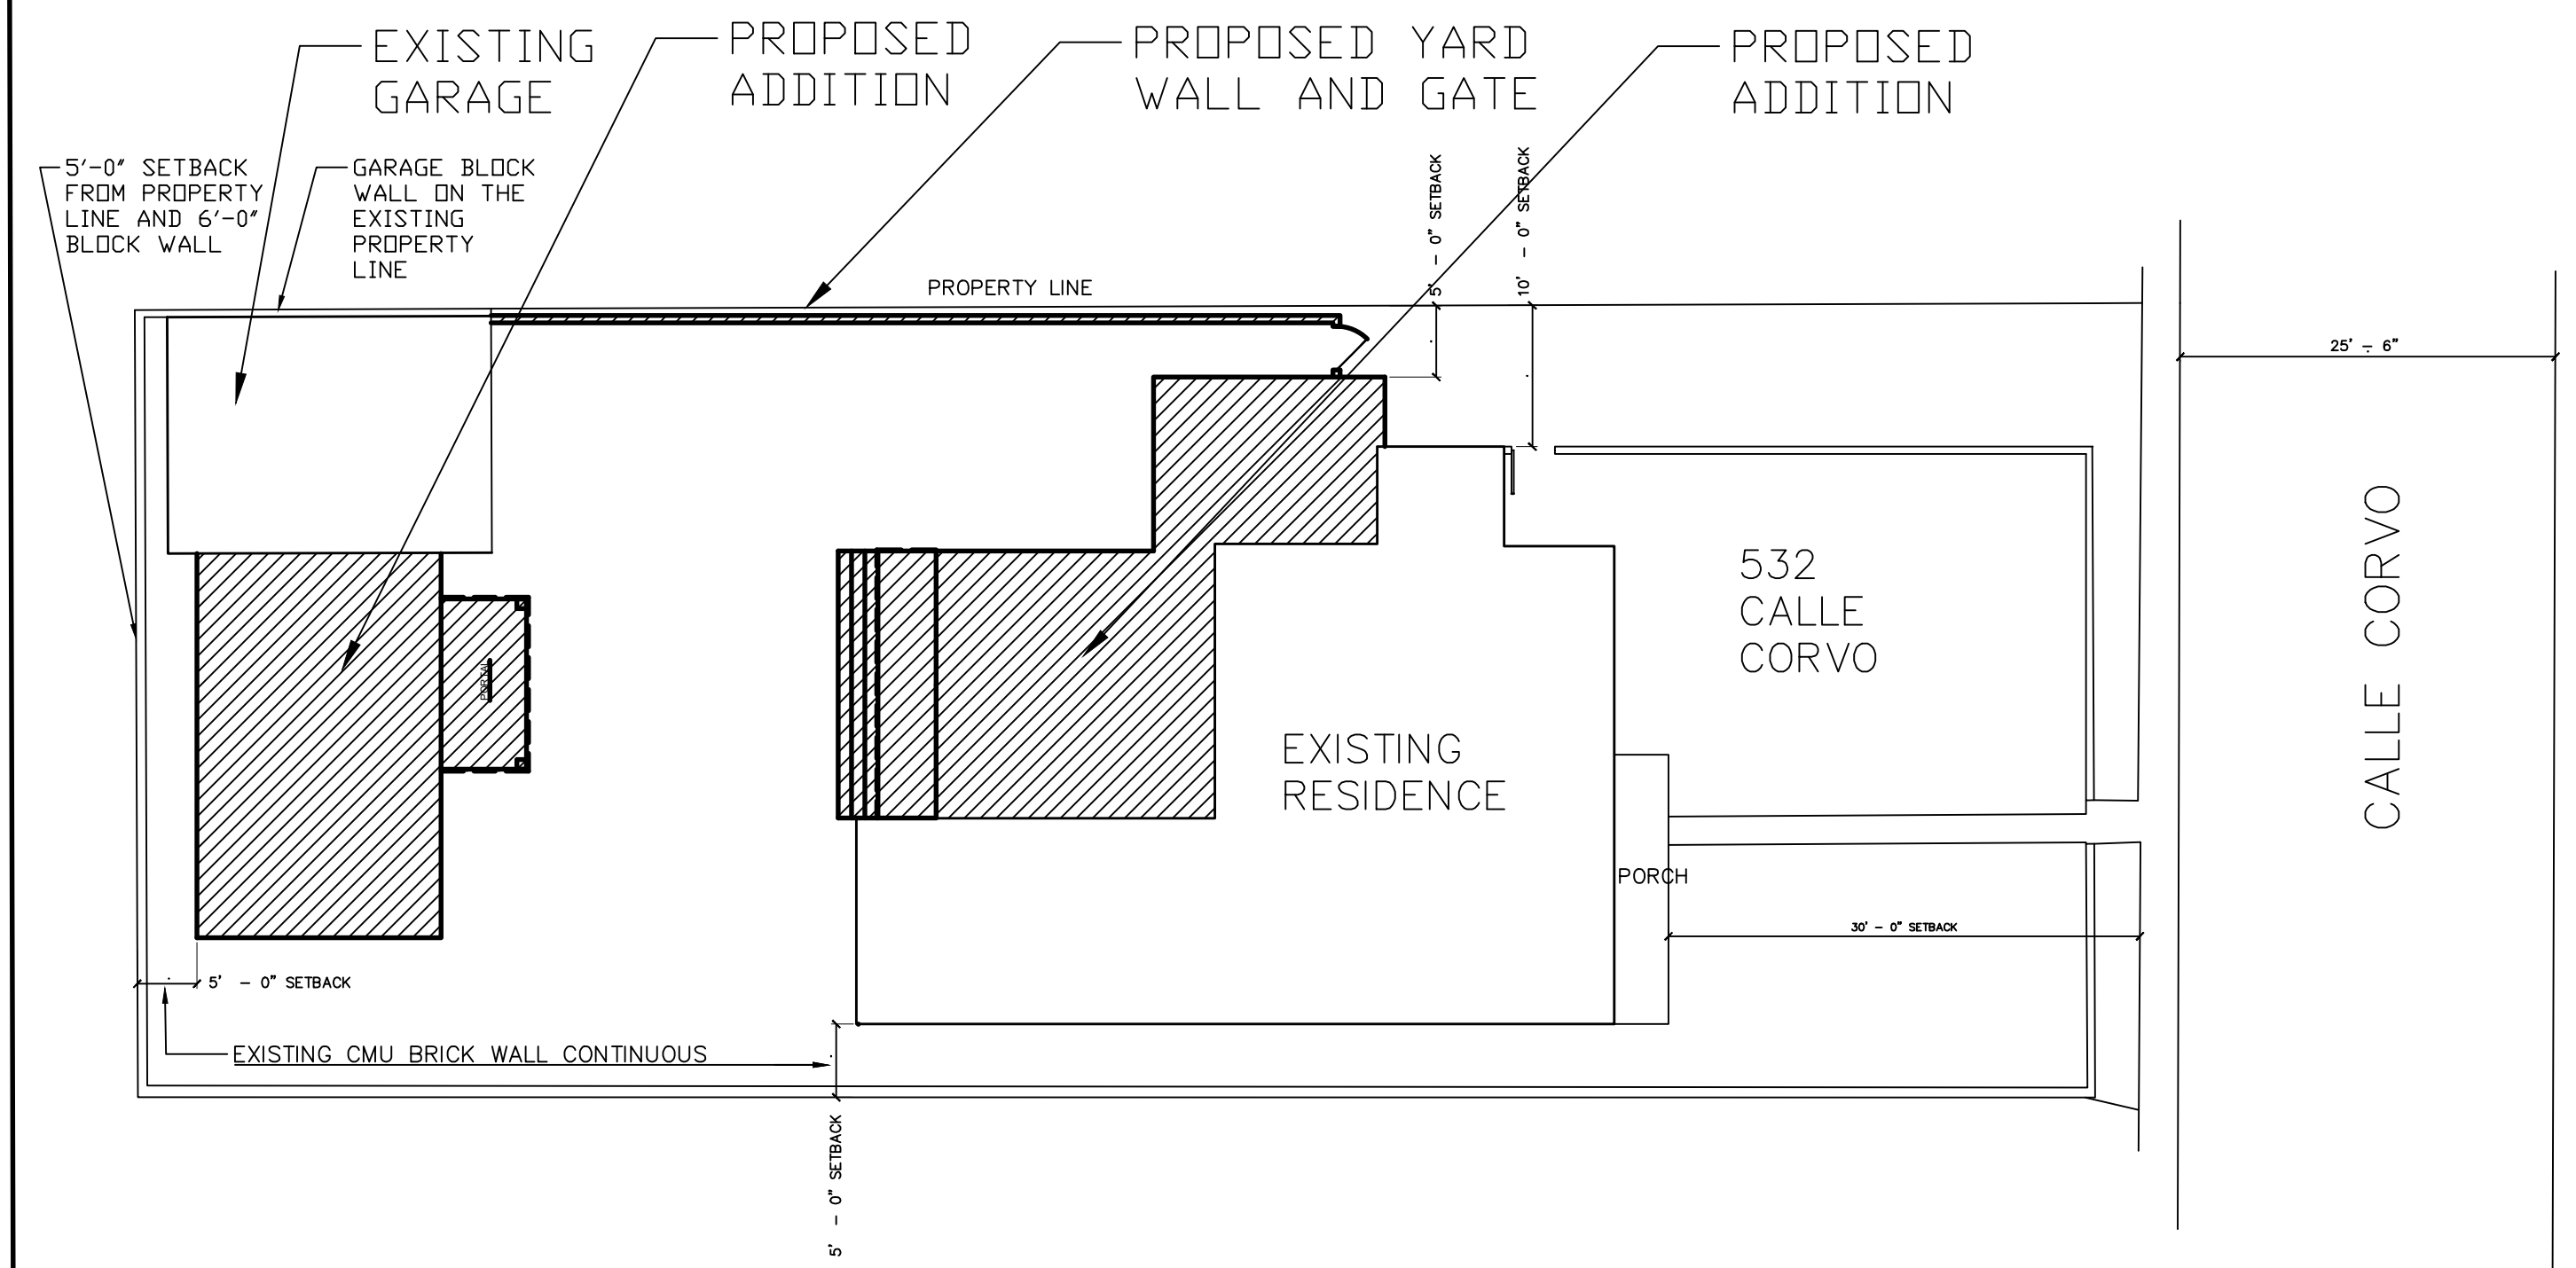 EXISTING
GARAGE
PROPOSED
ADDITION
PROPOSED YARD
WALL AND GATE
PROPOSED
ADDITION
5'-0" SETBACK
FROM PROPERTY
LINE AND 6'-0"
BLOCK WALL
GARAGE BLOCK
WALL ON THE
EXISTING
PROPERTY
LINE
5' - 0" SETBACK
10' - 0" SETBACK
PROPERTY LINE
25' - 6"
532
CALLE
CORVO
CALLE CORVO
PORTAL
EXISTING
RESIDENCE
PORCH
30' - 0" SETBACK
5' - 0" SETBACK
EXISTING CMU BRICK WALL CONTINUOUS
5' - 0" SETBACK